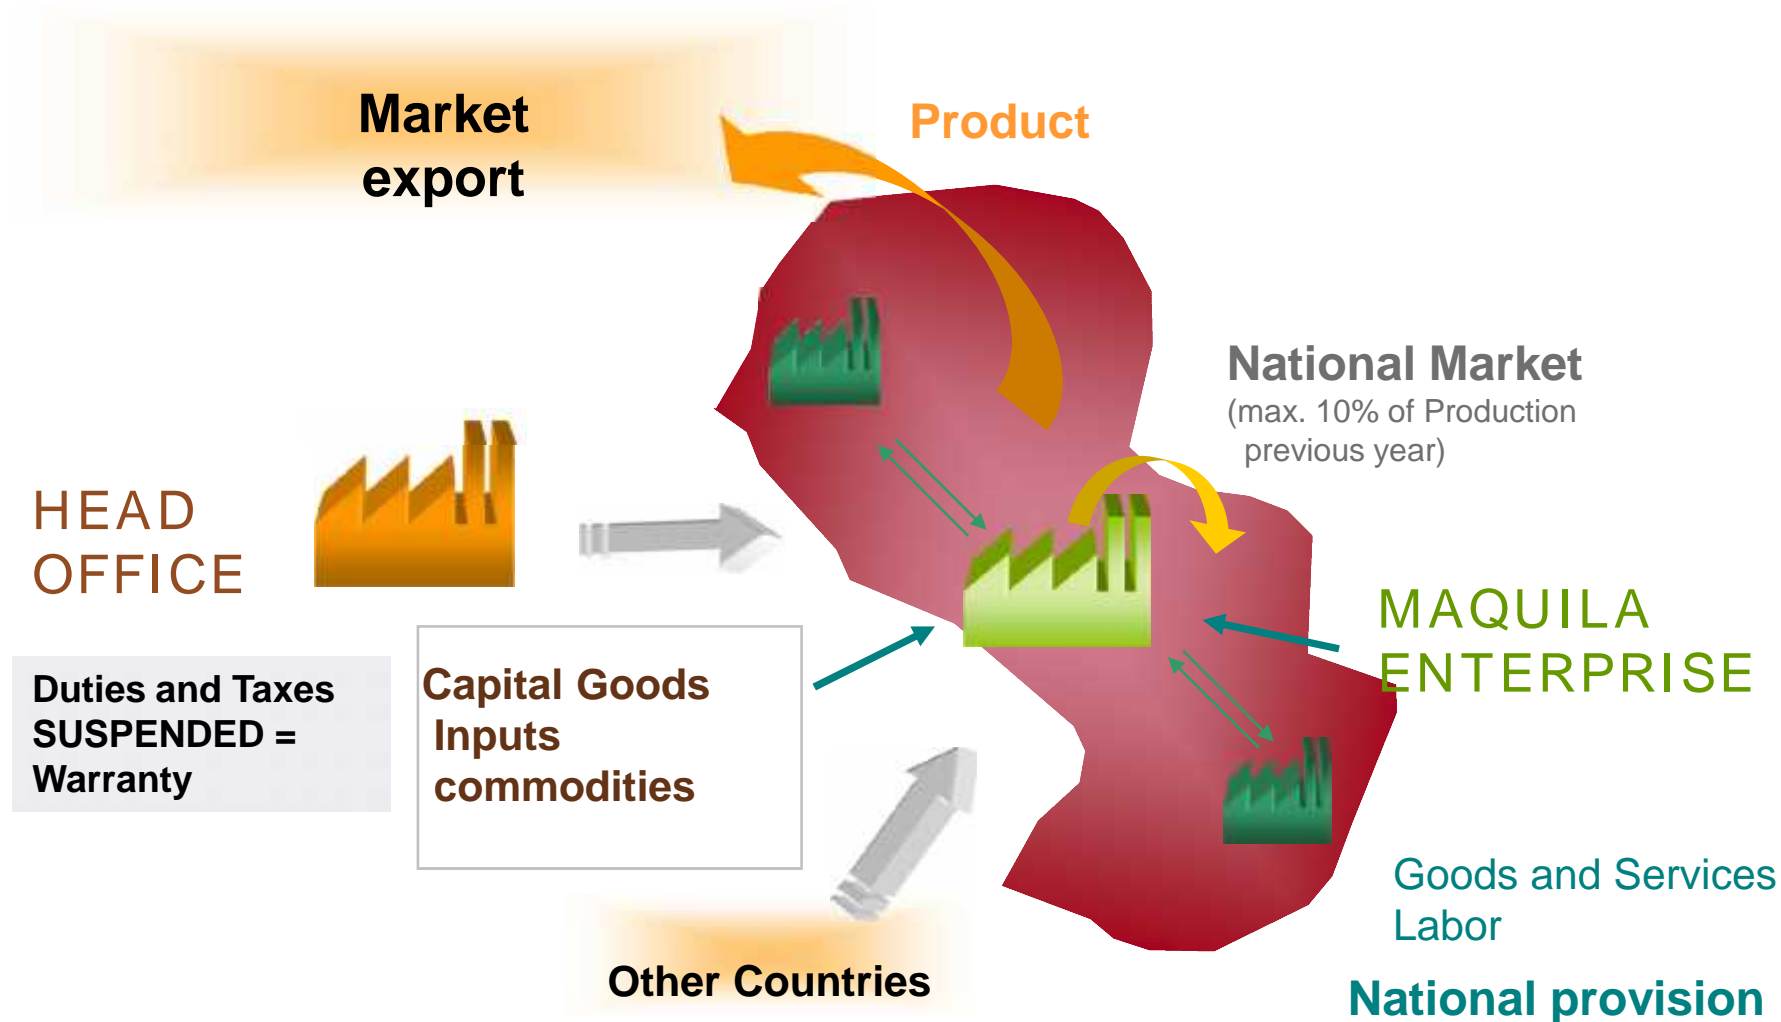 Market
export
Product
National Market
(max. 10% of Production
previous year)
HEAD
OFFICE
MAQUILA
ENTERPRISE
Duties and Taxes
SUSPENDED =
Warranty
Capital Goods
Inputs
commodities
Goods and Services
Labor
Other Countries
National provision